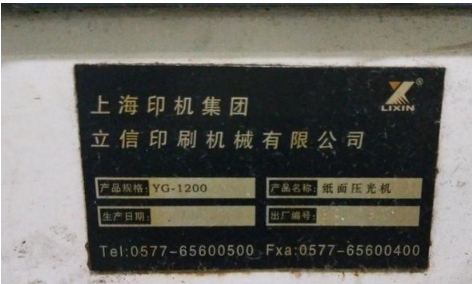 LIXIN
上海印机集团
立信印刷机械有限公司
产品规格: YG-1200 产品名称: 纸面压光机
生产日期: 出厂编号:
Tel:0577-65600500 Fxa:0577-65600400